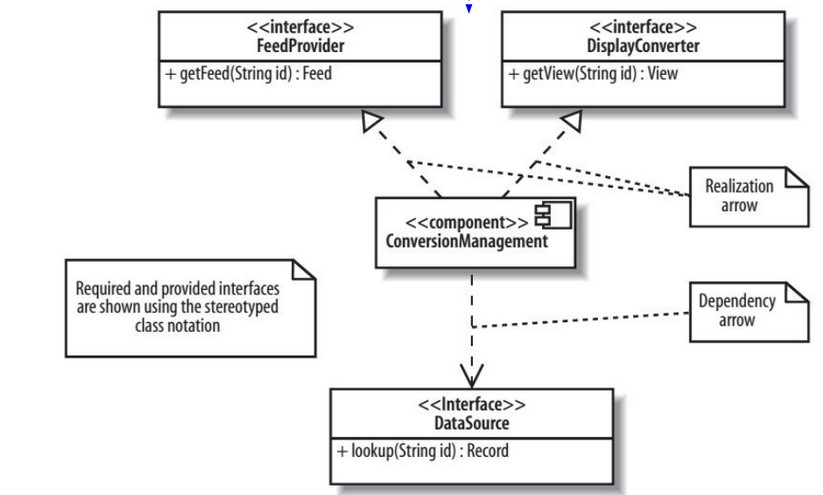 <<interface>>
FeedProvider
+ getFeed(String id) : Feed
<<interface>>
DisplayConverter
+ getView(String id) : View
Realization
arrow
<<component>>
ConversionManagement
Required and provided interfaces
are shown using the stereotyped
class notation
Dependency
arrow
<<Interface>>
DataSource
+ lookup(String id) : Record